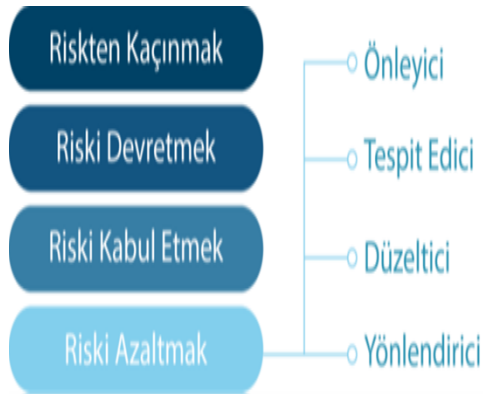 Riskten Kaçınmak
Riski Devretmek
Riski Kabul Etmek
Riski Azaltmak
Önleyici
Tespit Edici
Düzeltici
Yönlendirici